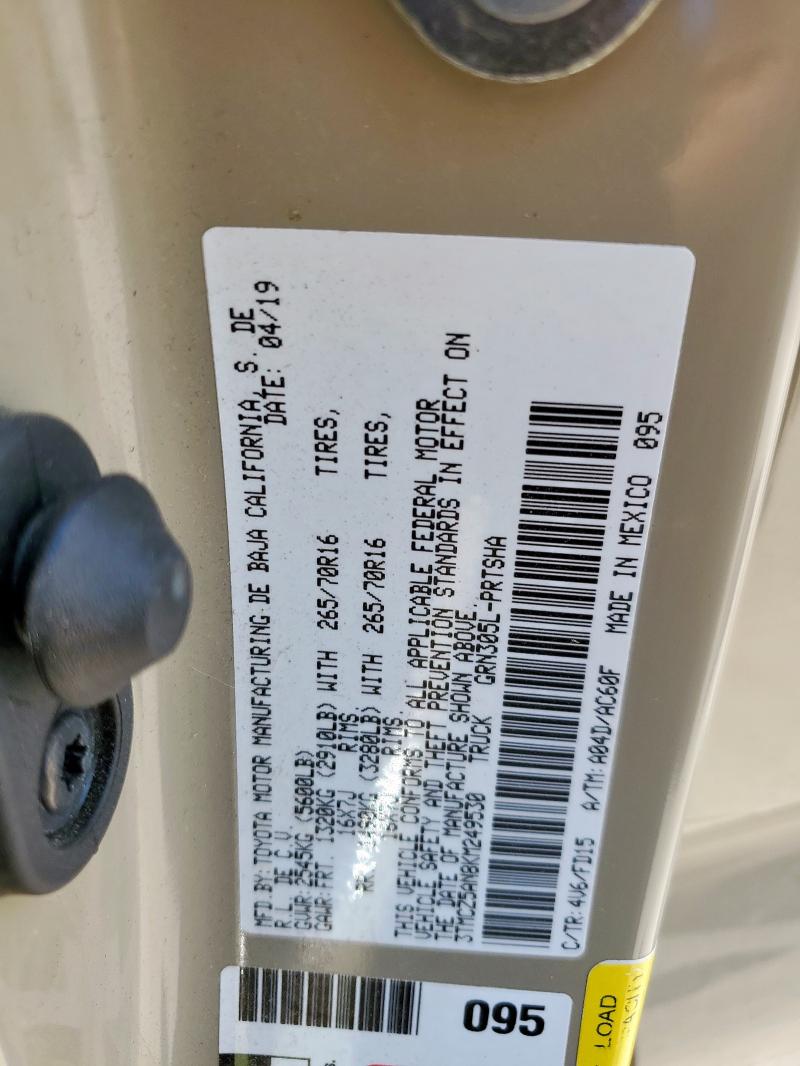 MFD.BY: TOYOTA MOTOR MANUFACTURING DE BAJA CALIFORNIA, S. DE
R.L. DE C.V. DATE: 04/19
GVWR: 2545KG (5600LB)
GAWR:FRT. 1320KG (2910LB) WITH 265/70R16 TIRES,
16X7J RIMS
(3280LB) WITH 265/70R16 TIRES,
RIMS
THIS VEHICLE CONFORMS TO ALL APPLICABLE FEDERAL MOTOR
VEHICLE SAFETY AND THEFT PREVENTION STANDARDS IN EFFECT ON
THE DATE OF MANUFACTURE SHOWN ABOVE.
3TMCZ5AN8KM249530 TRUCK GRN305L-PRTSHA
C/TR: 4V6/FD15 A/TM: A04D/AC60F MADE IN MEXICO 095
095
LOAD